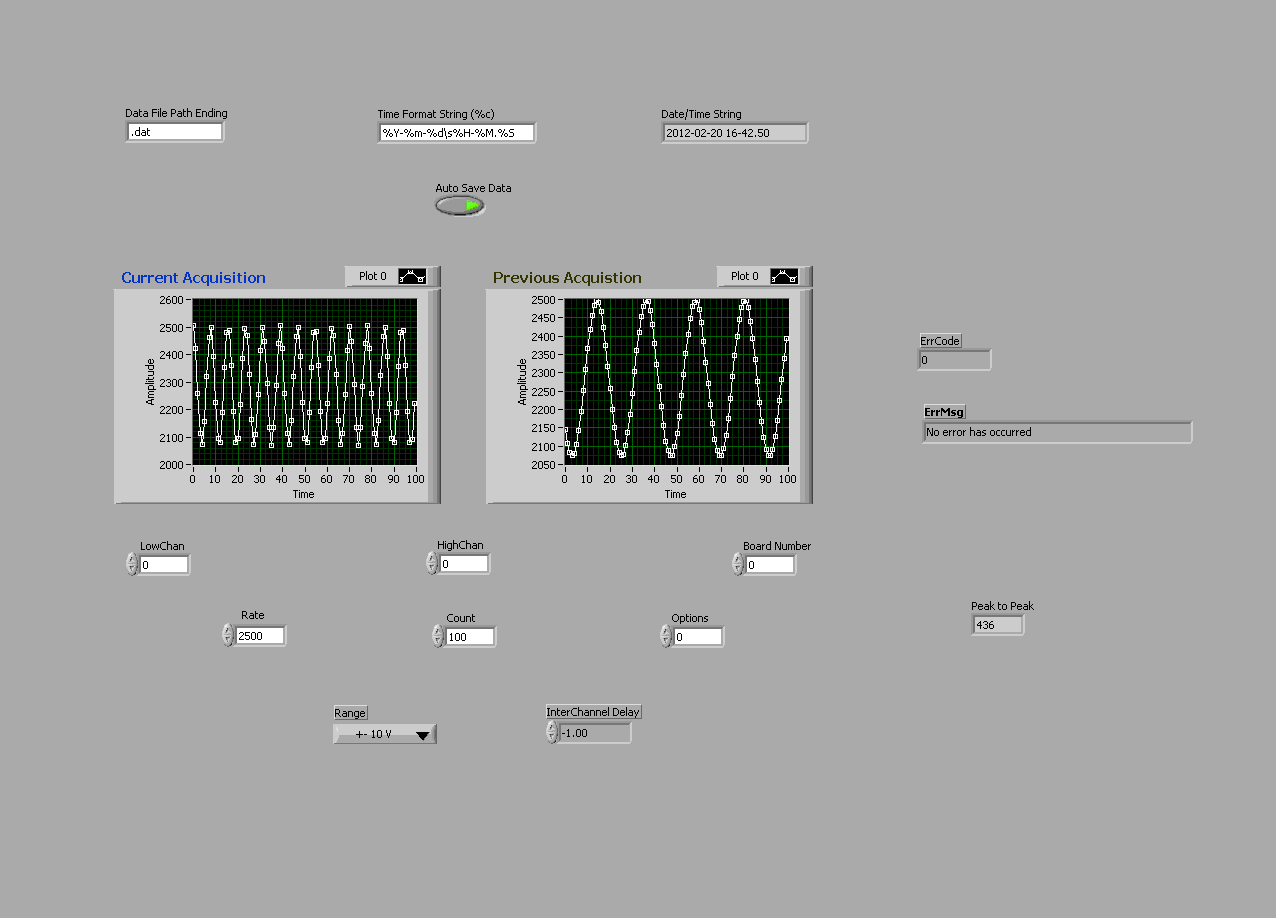 Data File Path Ending
.dat
Time Format String (%c)
%Y-%m-%d\s%H-%M.%S
Date/Time String
2012-02-20 16-42.50
Auto Save Data
Current Acquisition
Plot 0
2600
2500
2400
2300
2200
2100
2000
Amplitude
0 10 20 30 40 50 60 70 80 90 100
Time
Previous Acquistion
Plot 0
2500
2450
2400
2350
2300
2250
2200
2150
2100
2050
Amplitude
0 10 20 30 40 50 60 70 80 90 100
Time
ErrCode
0
ErrMsg
No error has occurred
LowChan
0
HighChan
0
Board Number
0
Rate
2500
Count
100
Options
0
Peak to Peak
436
Range
+- 10 V
InterChannel Delay
-1.00